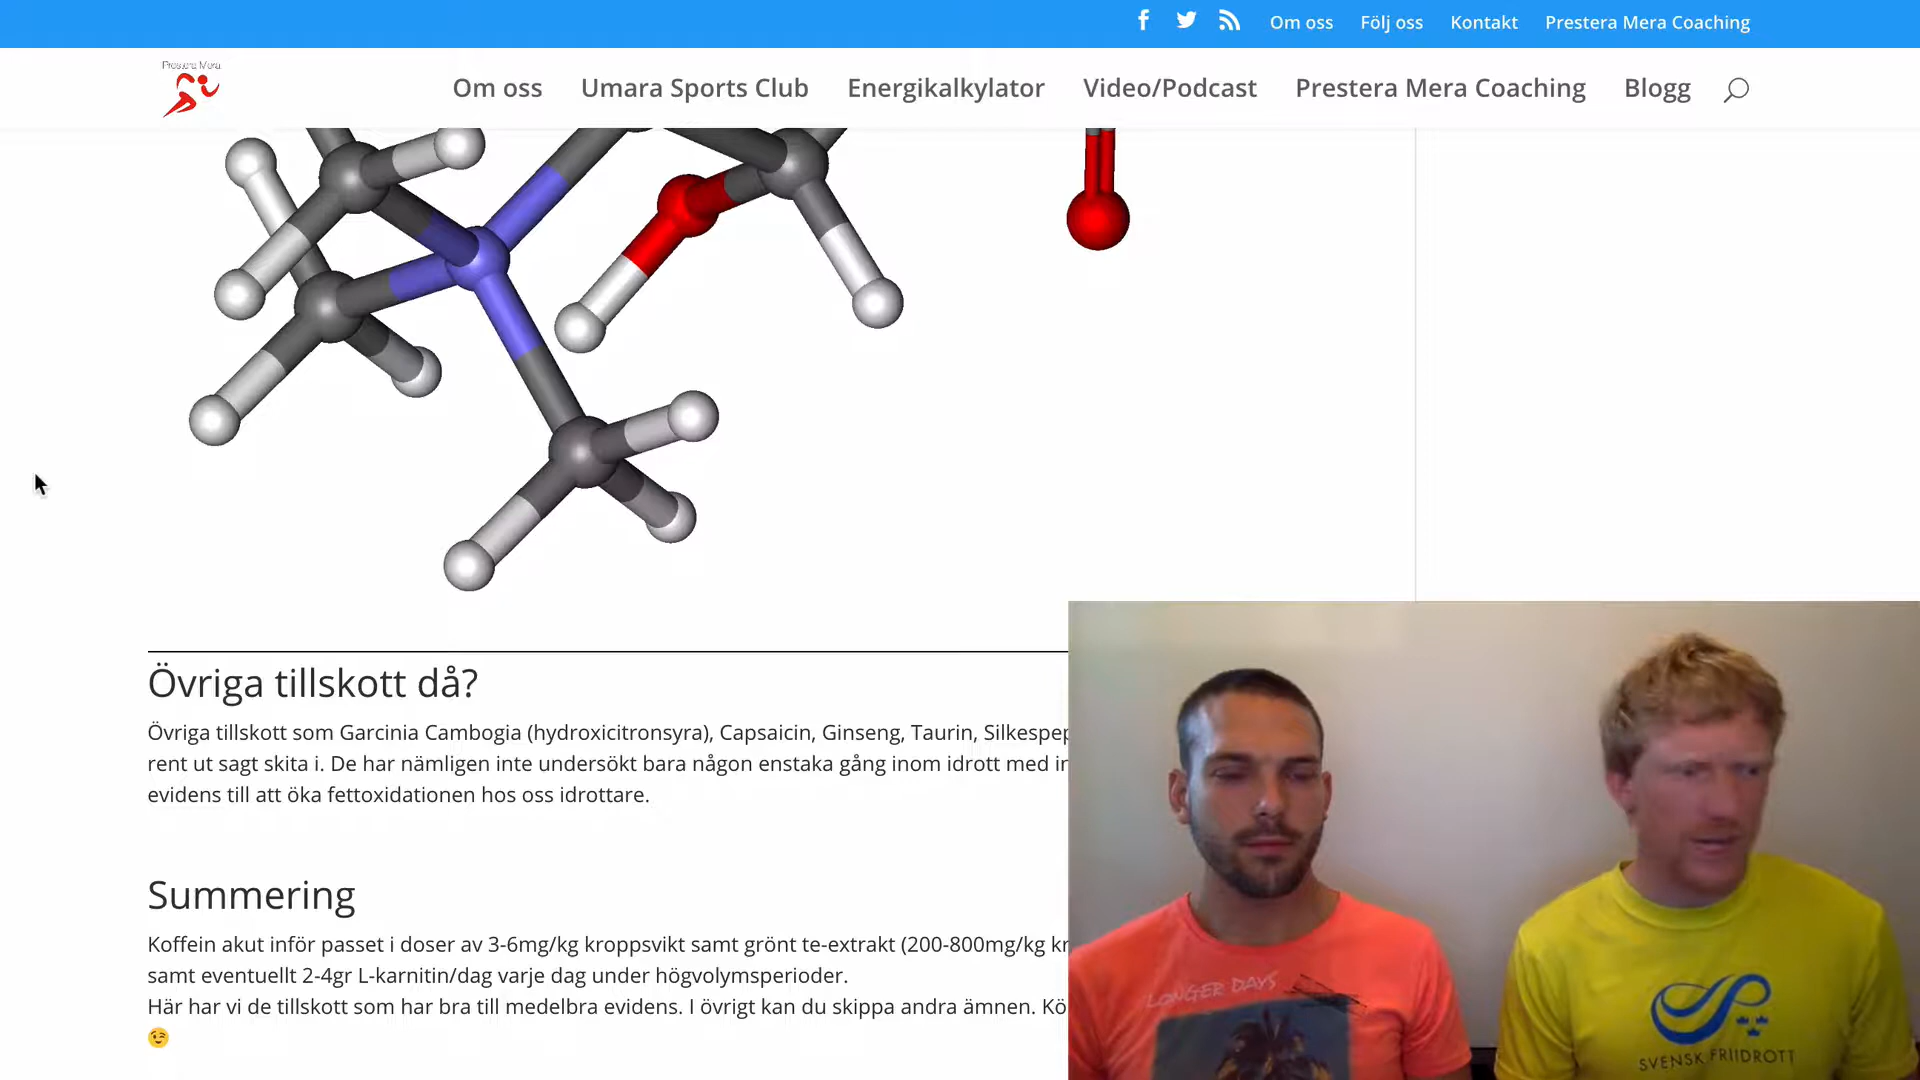 Om oss
Följ oss
Kontakt
Prestera Mera Coaching
Prestera Mera
Om oss
Umara Sports Club
Energikalkylator
Video/Podcast
Prestera Mera Coaching
Blogg
Övriga tillskott då?
Övriga tillskott som Garcinia Cambogia (hydroxicitronsyra), Capsaicin, Ginseng, Taurin,
rent ut sagt skita i. De har nämligen inte undersökt bara någon enstaka gång inom idrott med
evidens till att öka fettoxidationen hos oss idrottare.
Summering
Koffein akut inför passet i doser av 3-6mg/kg kroppsvikt samt grönt te-extrakt (200-800mg/kg
samt eventuellt 2-4gr L-karnitin/dag varje dag under högvolymsperioder.
Här har vi de tillskott som har bra till medelbra evidens. I övrigt kan du skippa andra ämnen.
LONGER DAYS
SVENSK FRIIDROTT